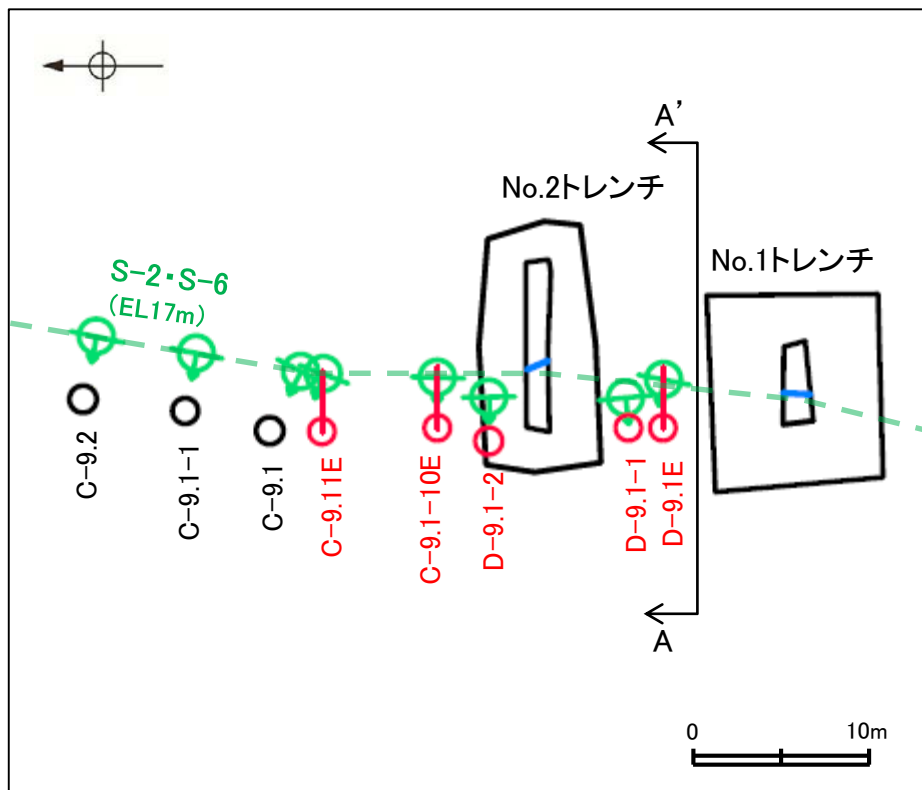 A’
No.2トレンチ
No.1トレンチ
S-2・S-6
(EL17m)
C-9.2
C-9.1-1
C-9.1
C-9.11E
C-9.1-10E
D-9.1-2
D-9.1-1
D-9.1E
A
0 10m